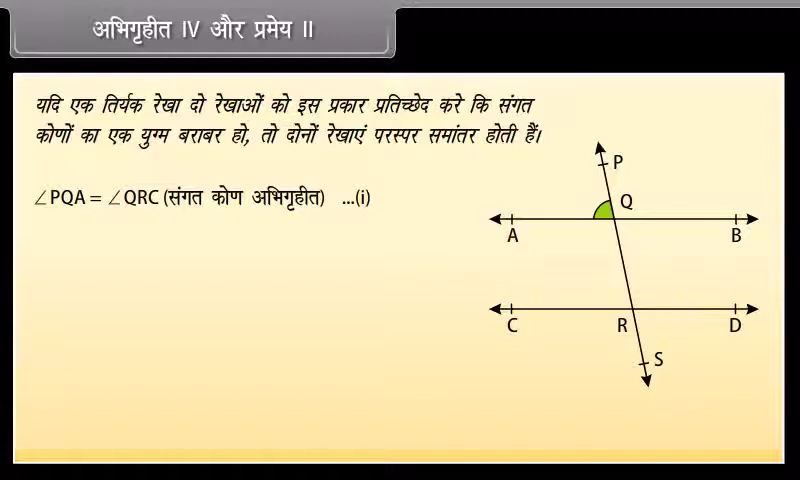 अभिगृहीत IV और प्रमेय II
यदि एक तिर्यक रेखा दो रेखाओं को इस प्रकार प्रतिच्छेद करे कि संगत
कोणों का एक युग्म बराबर हो, तो दोनों रेखाएं परस्पर समांतर होती हैं।
∠PQA = ∠QRC (संगत कोण अभिगृहीत) ...(i)
P
Q
A B
C R D
S